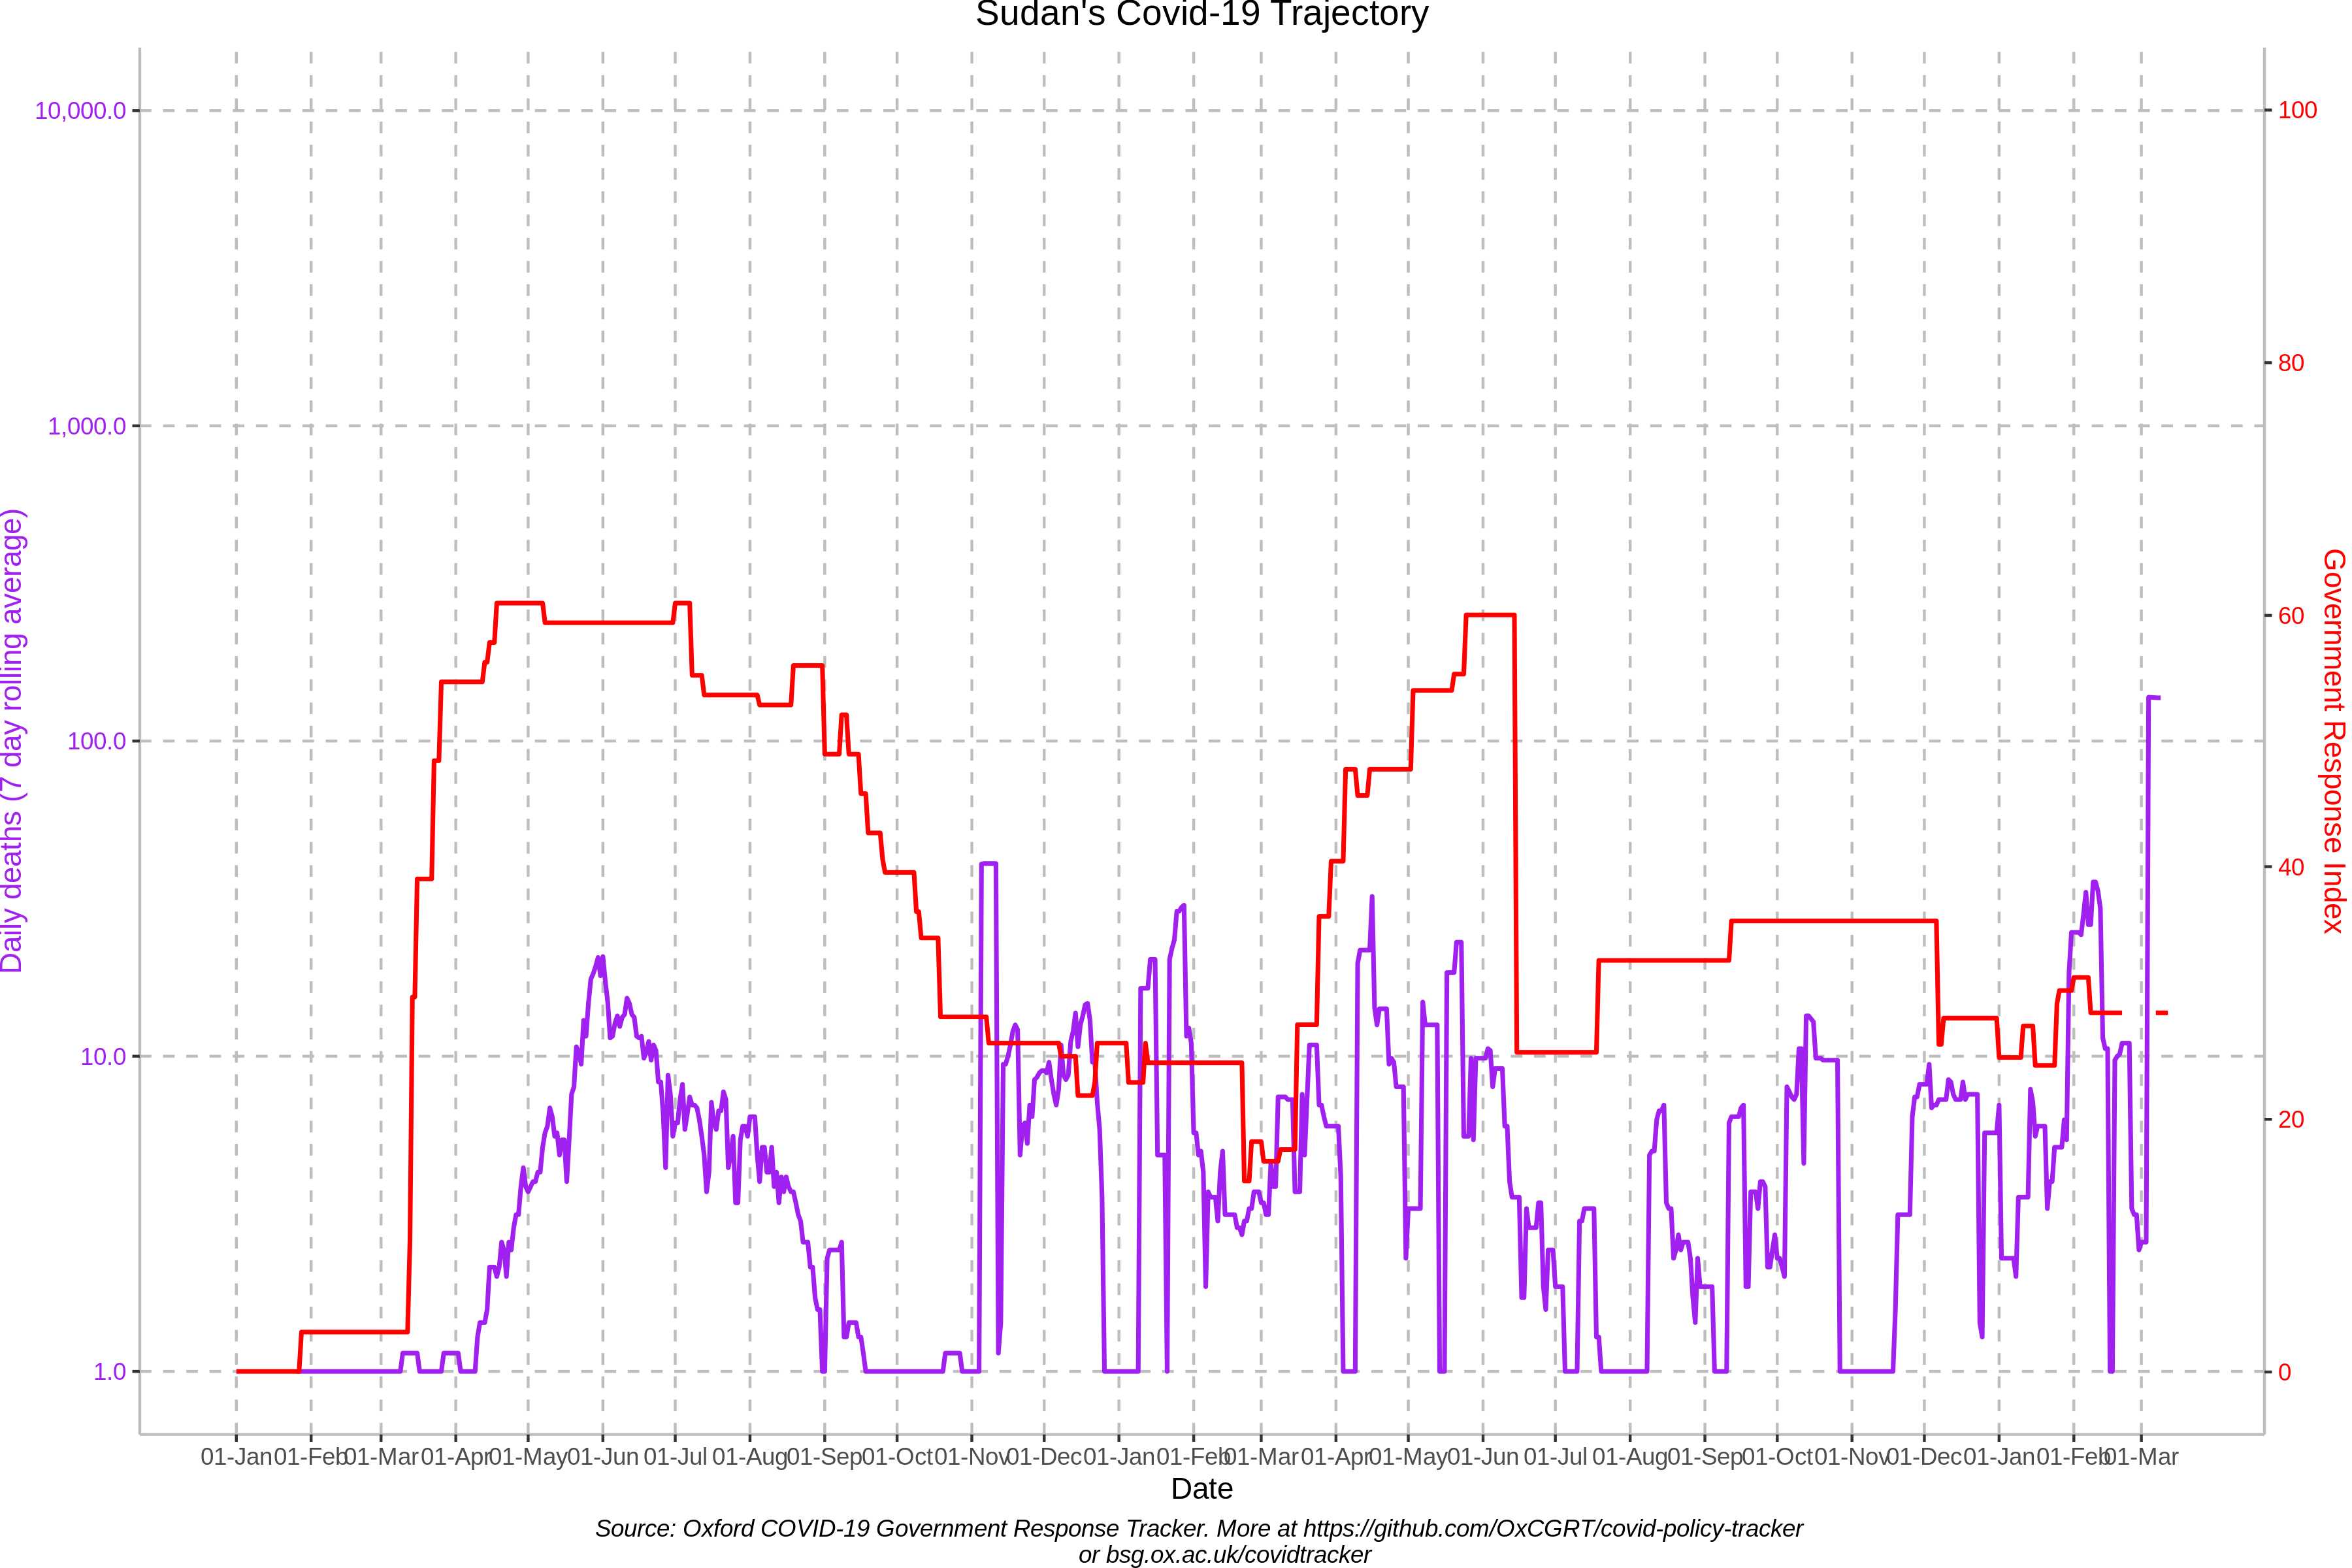 Sudan's Covid-19 Trajectory
10,000.0
1,000.0
100.0
10.0
1.0
Daily deaths (7 day rolling average)
100
80
60
40
20
0
Government Response Index
01-Jan 01-Feb 01-Mar 01-Apr 01-May 01-Jun 01-Jul 01-Aug 01-Sep 01-Oct 01-Nov 01-Dec 01-Jan 01-Feb 01-Mar 01-Apr 01-May 01-Jun 01-Jul 01-Aug 01-Sep 01-Oct 01-Nov 01-Dec 01-Jan 01-Feb 01-Mar
Date
Source: Oxford COVID-19 Government Response Tracker. More at https://github.com/OxCGRT/covid-policy-tracker
or bsg.ox.ac.uk/covidtracker